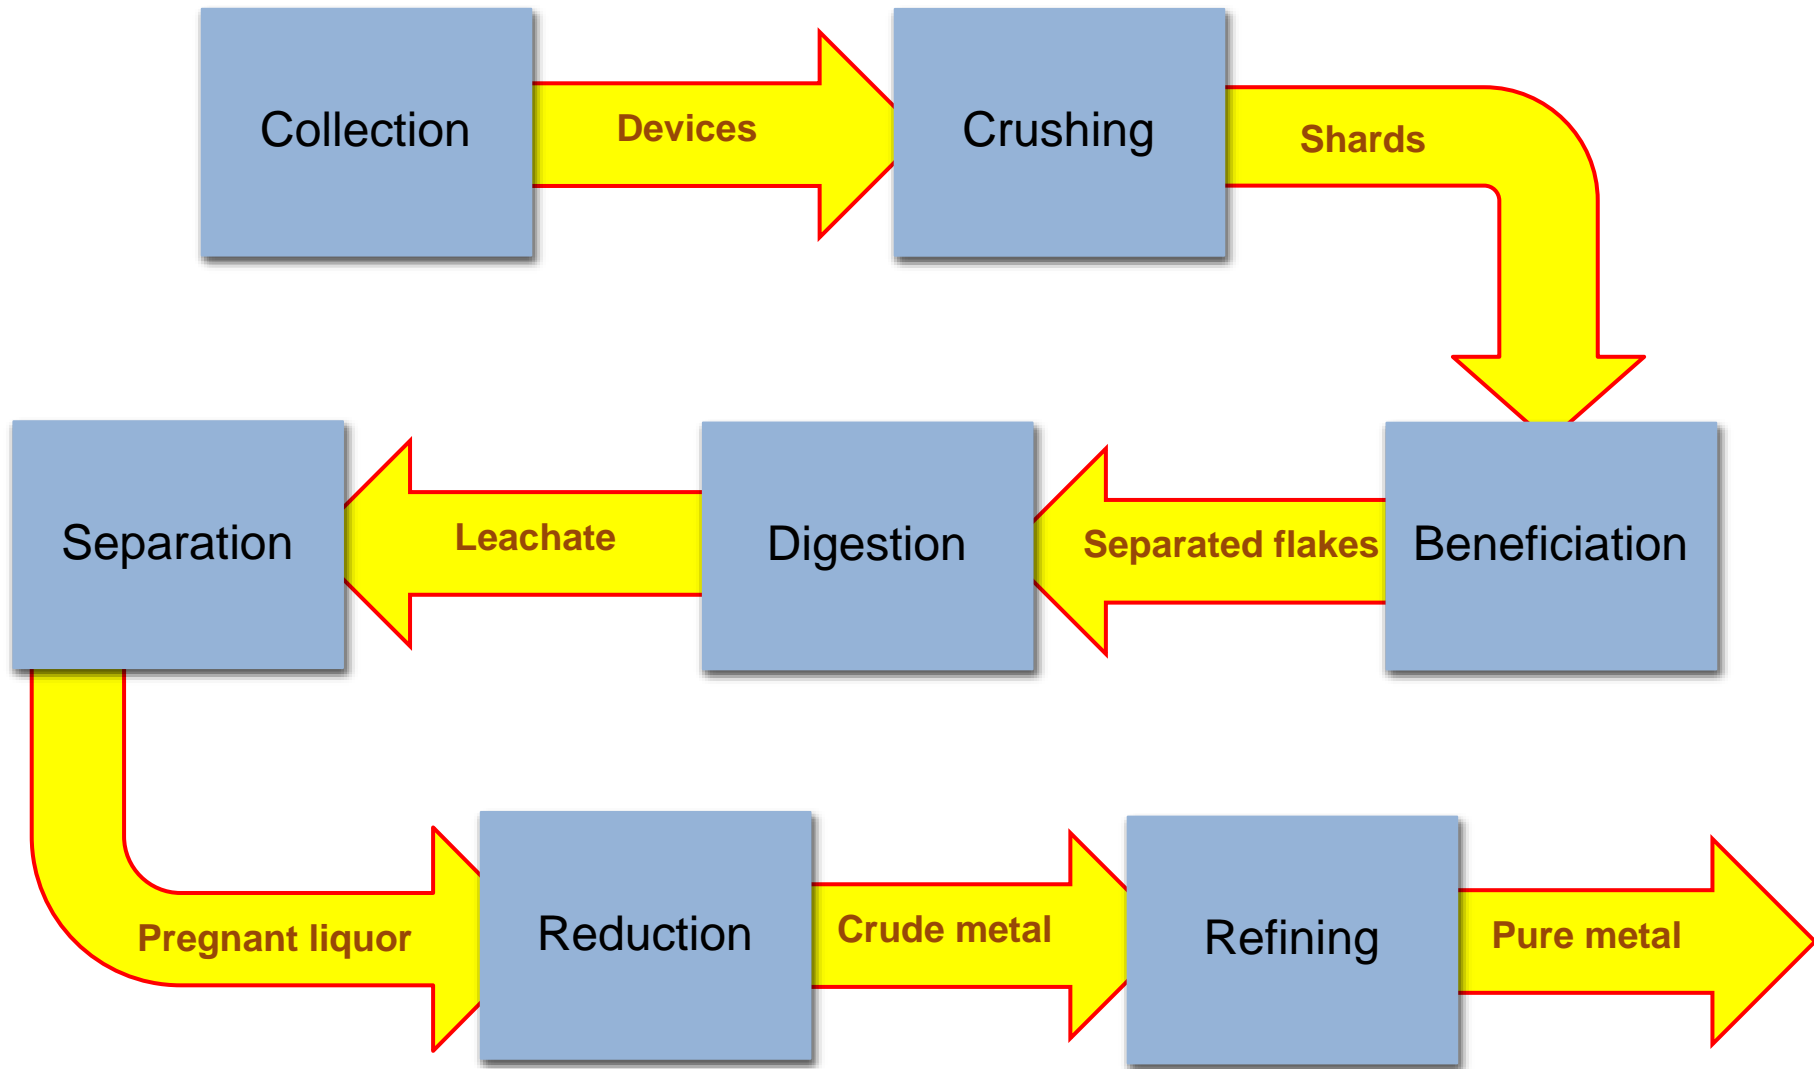 Collection
Devices
Crushing
Shards
Beneficiation
Separated flakes
Digestion
Leachate
Separation
Pregnant liquor
Reduction
Crude metal
Refining
Pure metal